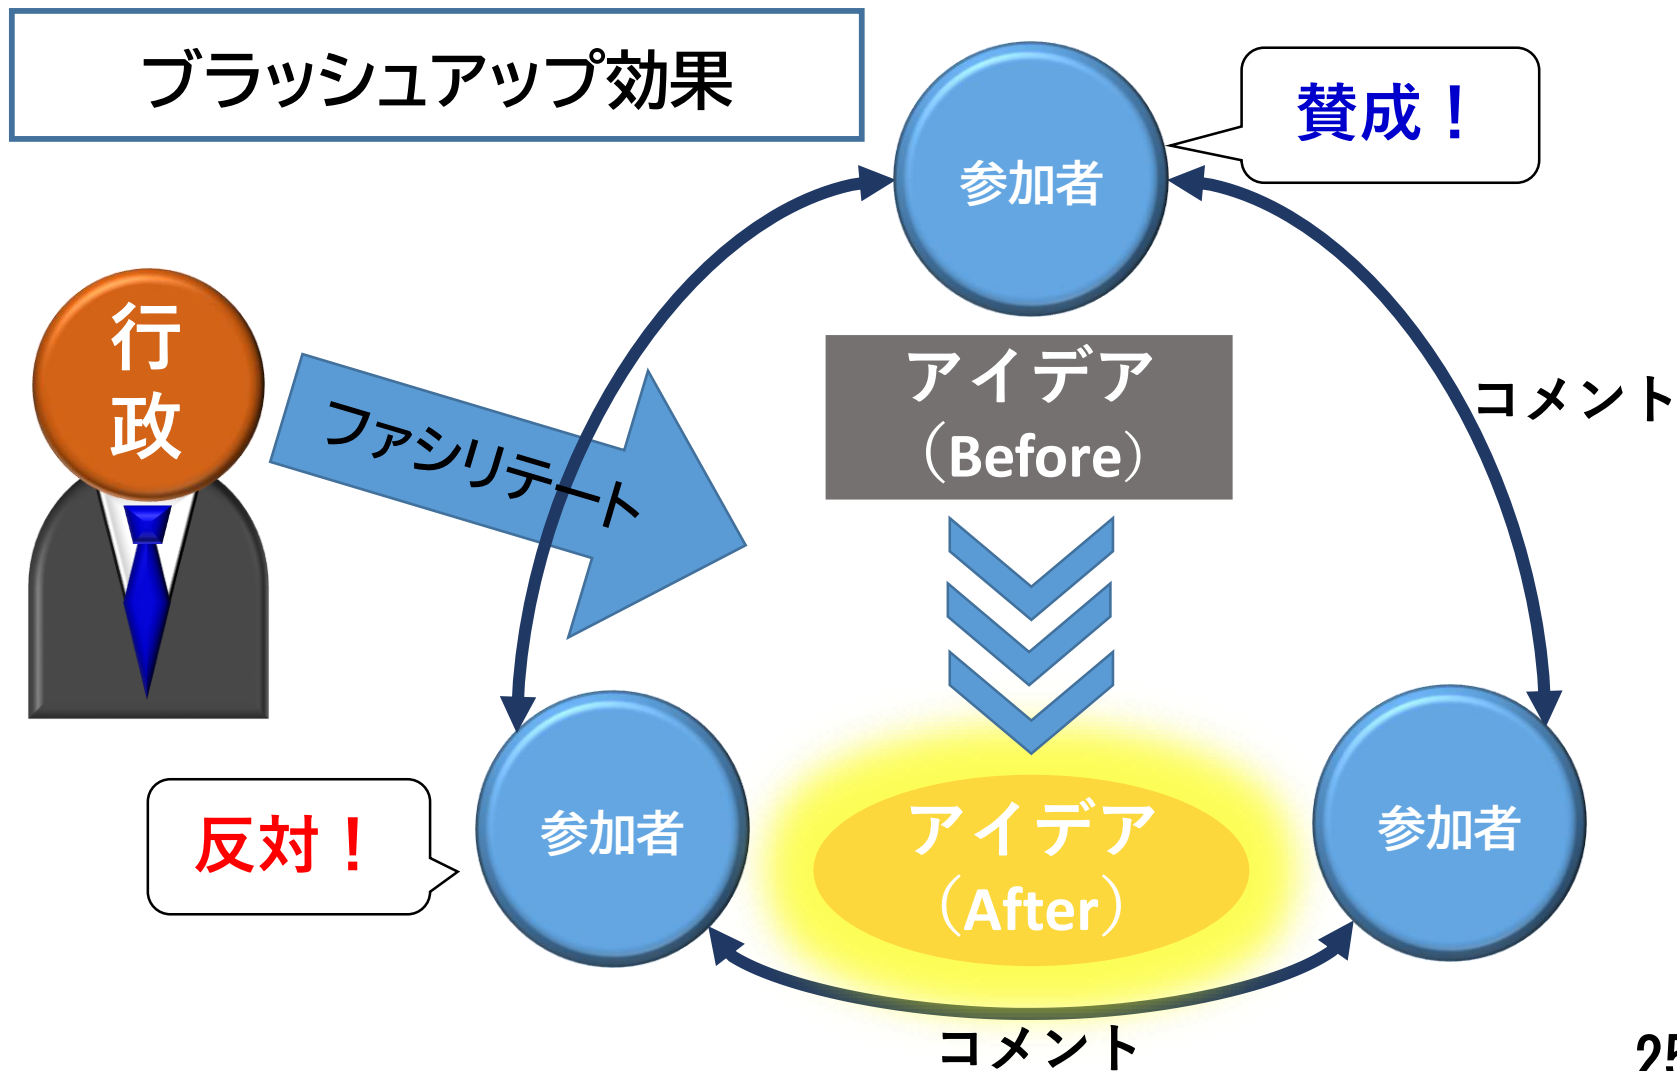 ブラッシュアップ効果
賛成！
参加者
行
政
ファシリテート
アイデア
（Before）
コメント
反対！
参加者
アイデア
（After）
参加者
コメント
25